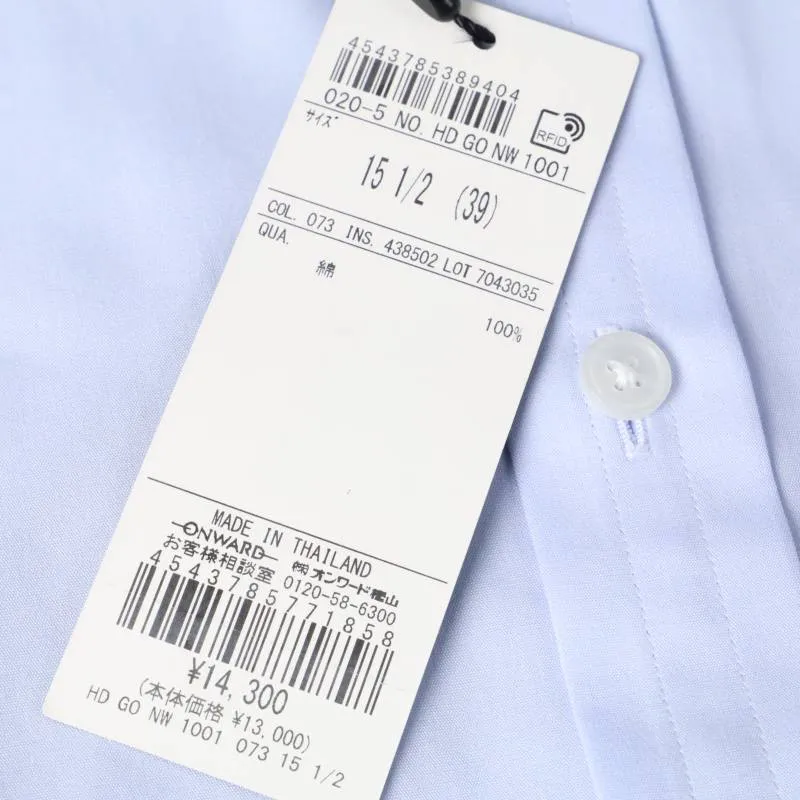 4543785389404
020-5 NO. HD GO NW 1001
RFID
サイズ
15 1/2 (39)
COL. 073 INS. 438502 LOT 7043035
QUA.
綿
100%
MADE IN THAILAND
ONWARD ㈱オンワード樫山
お客様相談室 0120-58-6300
4543785771858
¥14,300
(本体価格 ¥13,000)
HD GO NW 1001 073 15 1/2